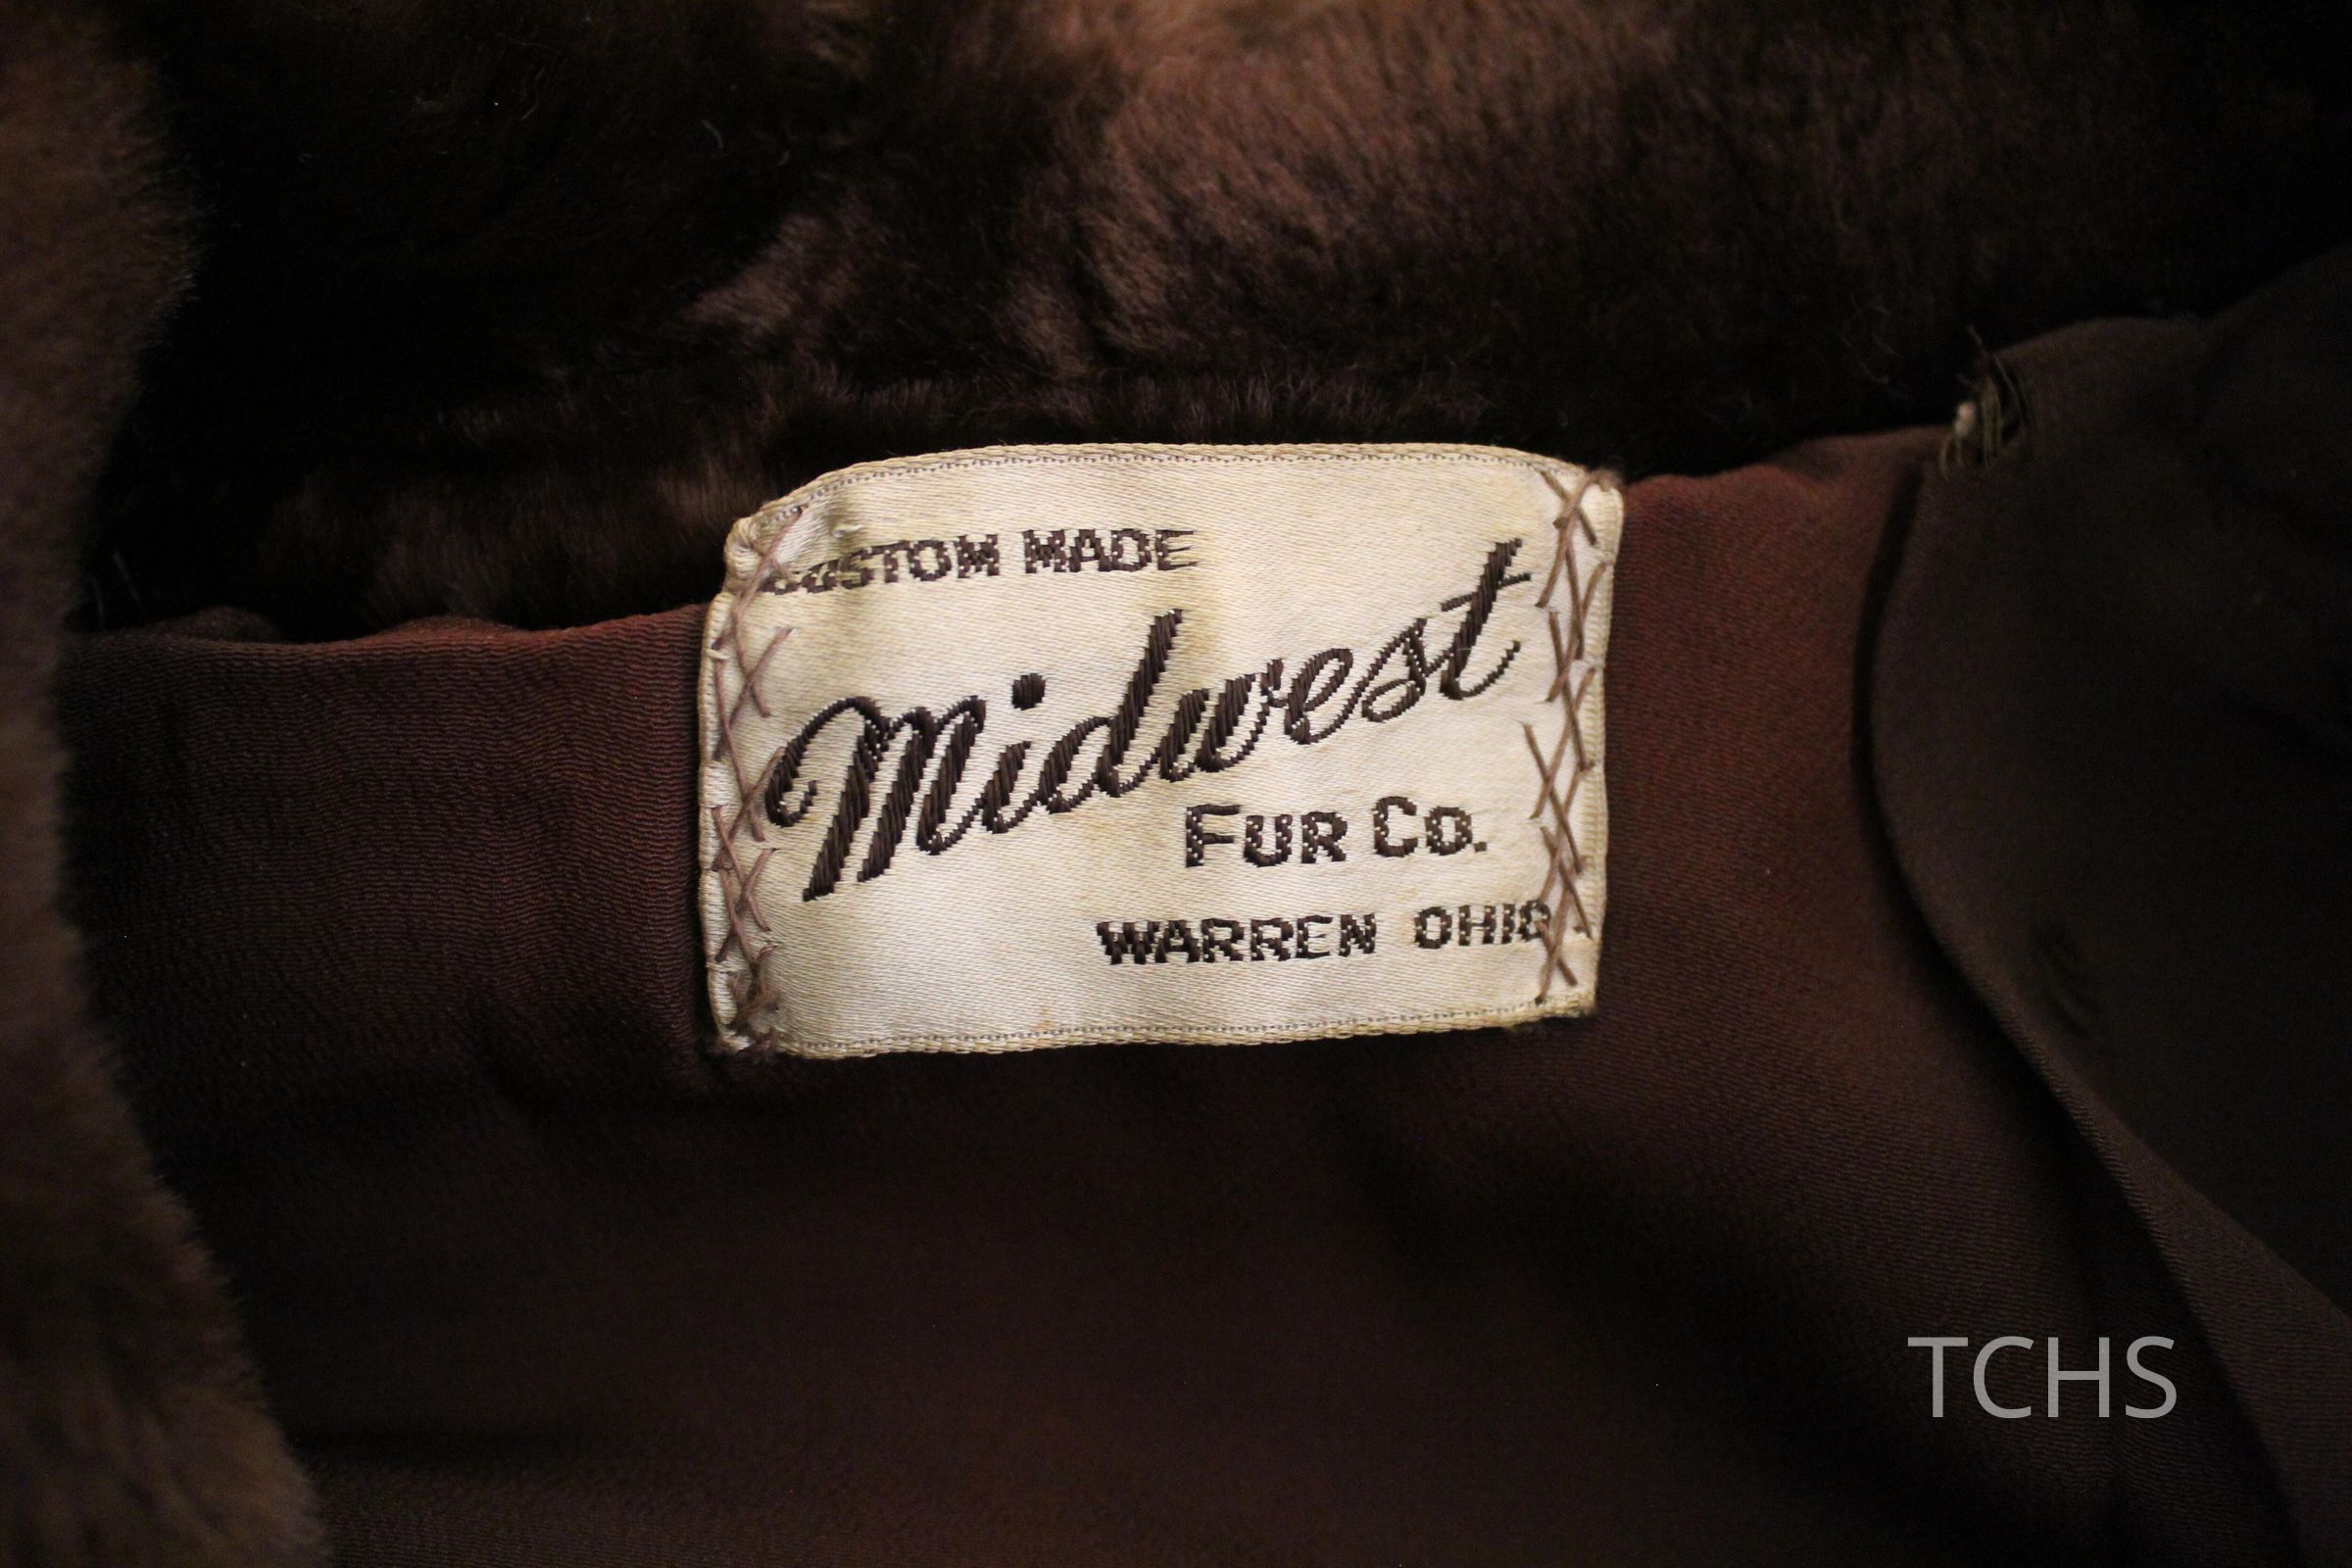 CUSTOM MADE
Midwest
FUR CO.
WARREN OHIO
TCHS